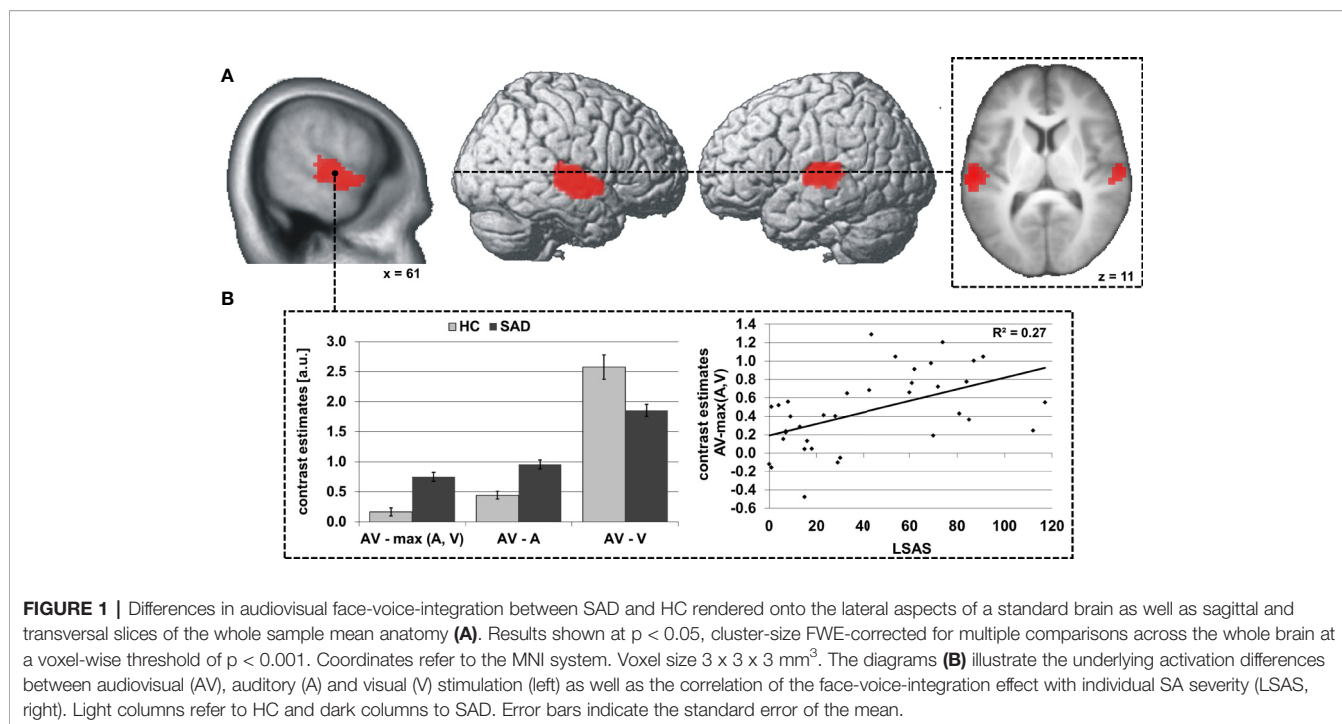 A
x = 61
z = 11
B
HC SAD
contrast estimates [a.u.]
3.0
2.5
2.0
1.5
1.0
0.5
0.0
AV - max (A, V) AV - A AV - V
R² = 0.27
contrast estimates
AV-max(A,V)
1.4
1.2
1.0
0.8
0.6
0.4
0.2
0.0
-0.2
-0.4
-0.6
0 20 40 60 80 100 120
LSAS
FIGURE 1 | Differences in audiovisual face-voice-integration between SAD and HC rendered onto the lateral aspects of a standard brain as well as sagittal and
transversal slices of the whole sample mean anatomy (A). Results shown at p < 0.05, cluster-size FWE-corrected for multiple comparisons across the whole brain at
a voxel-wise threshold of p < 0.001. Coordinates refer to the MNI system. Voxel size 3 x 3 x 3 mm³. The diagrams (B) illustrate the underlying activation differences
between audiovisual (AV), auditory (A) and visual (V) stimulation (left) as well as the correlation of the face-voice-integration effect with individual SA severity (LSAS,
right). Light columns refer to HC and dark columns to SAD. Error bars indicate the standard error of the mean.